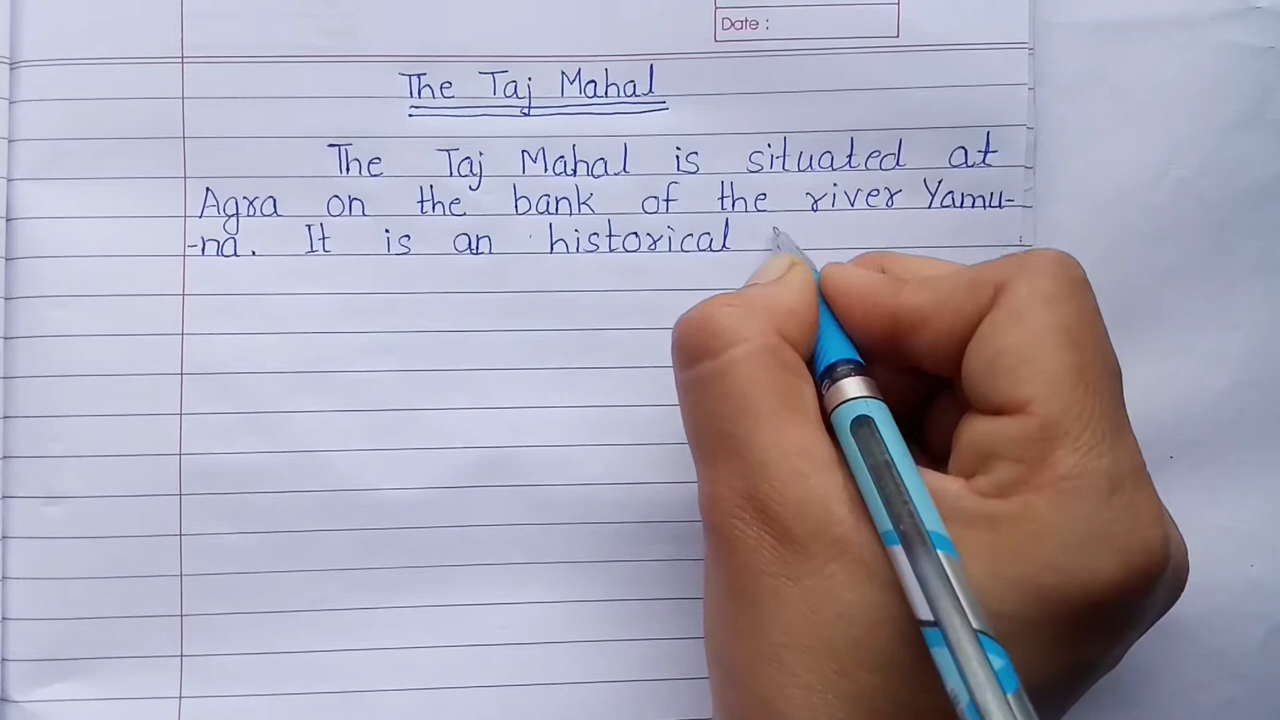 Date :
The Taj Mahal
The Taj Mahal is situated at
Agra on the bank of the river Yamu-
-na. It is an historical